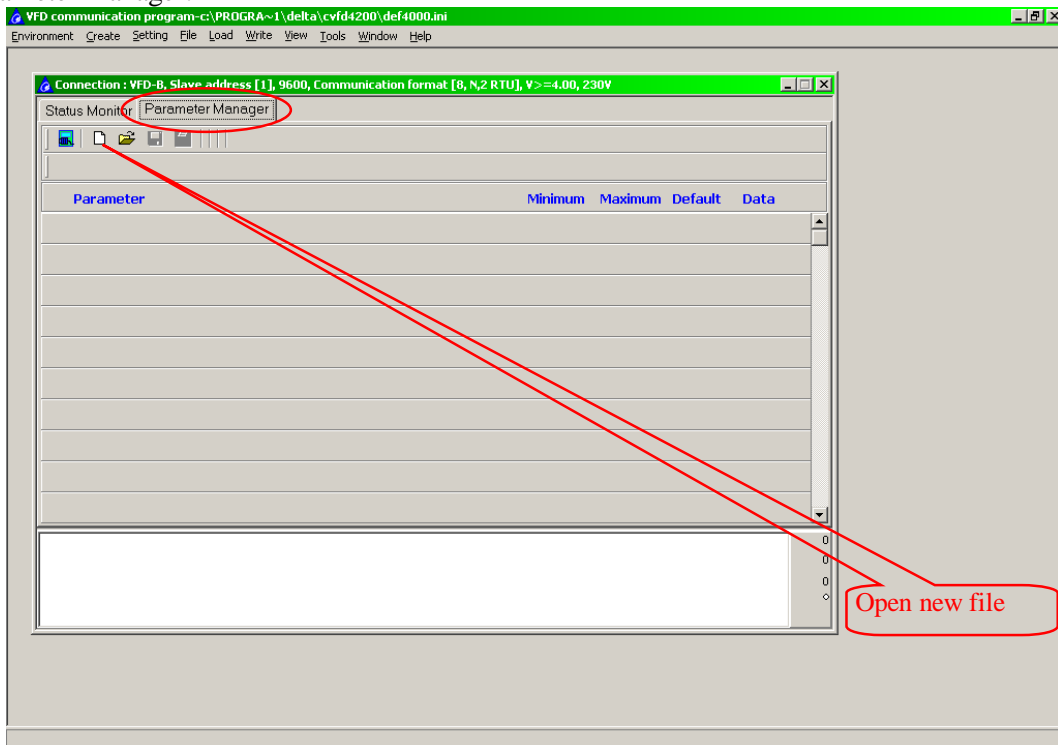 VFD communication program-c:\PROGRA~1\delta\cvfd4200\def4000.ini
Environment Create Setting File Load Write View Tools Window Help
Connection : VFD-B, Slave address [1], 9600, Communication format [8, N,2 RTU], V>=4.00, 230V
Status Monitor Parameter Manager
Parameter Minimum Maximum Default Data
0
0
0
Open new file